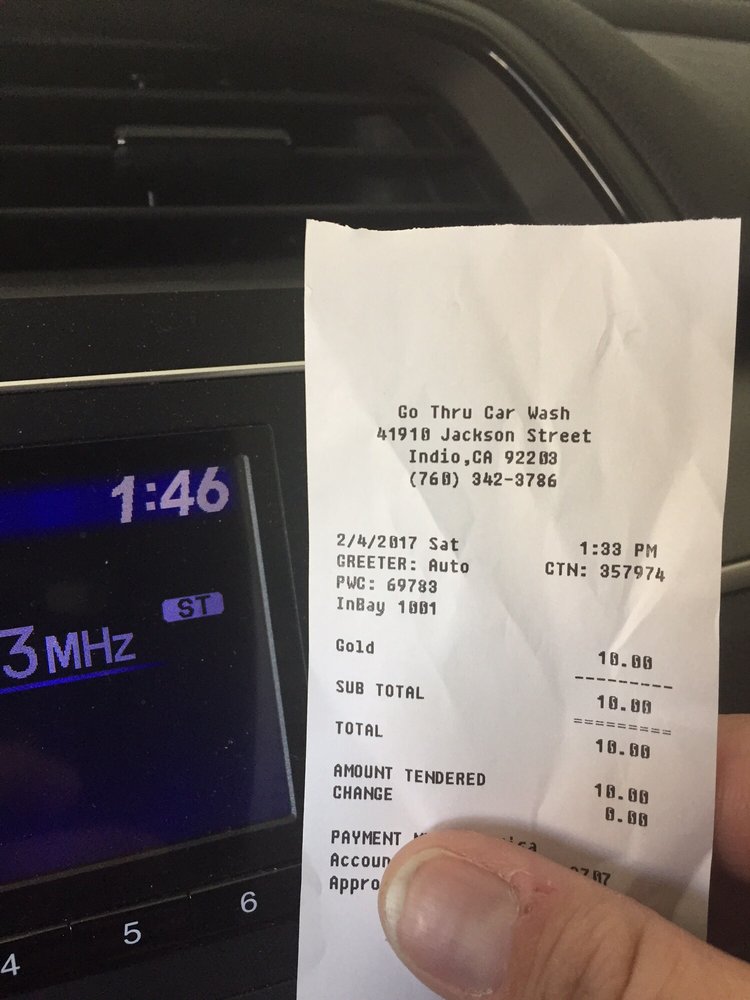 1:46
ST
3 MHz
4
5
6
Go Thru Car Wash
41910 Jackson Street
Indio,CA 92203
(760) 342-3786
2/4/2017 Sat 1:33 PM
GREETER: Auto CTN: 357974
PWC: 69783
InBay 1001
Gold 10.00
---------
SUB TOTAL 10.00
=========
TOTAL 10.00
AMOUNT TENDERED 10.00
CHANGE 0.00
PAYMENT